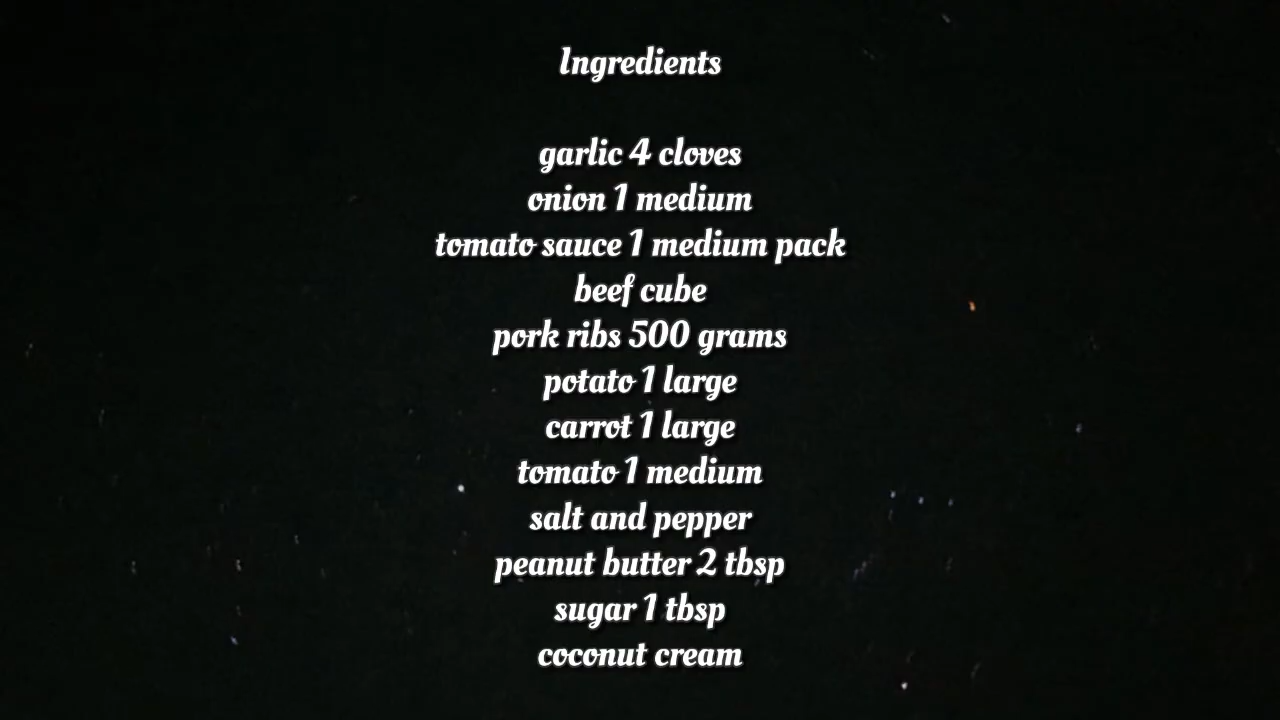 Ingredients
garlic 4 cloves
onion 1 medium
tomato sauce 1 medium pack
beef cube
pork ribs 500 grams
potato 1 large
carrot 1 large
tomato 1 medium
salt and pepper
peanut butter 2 tbsp
sugar 1 tbsp
coconut cream